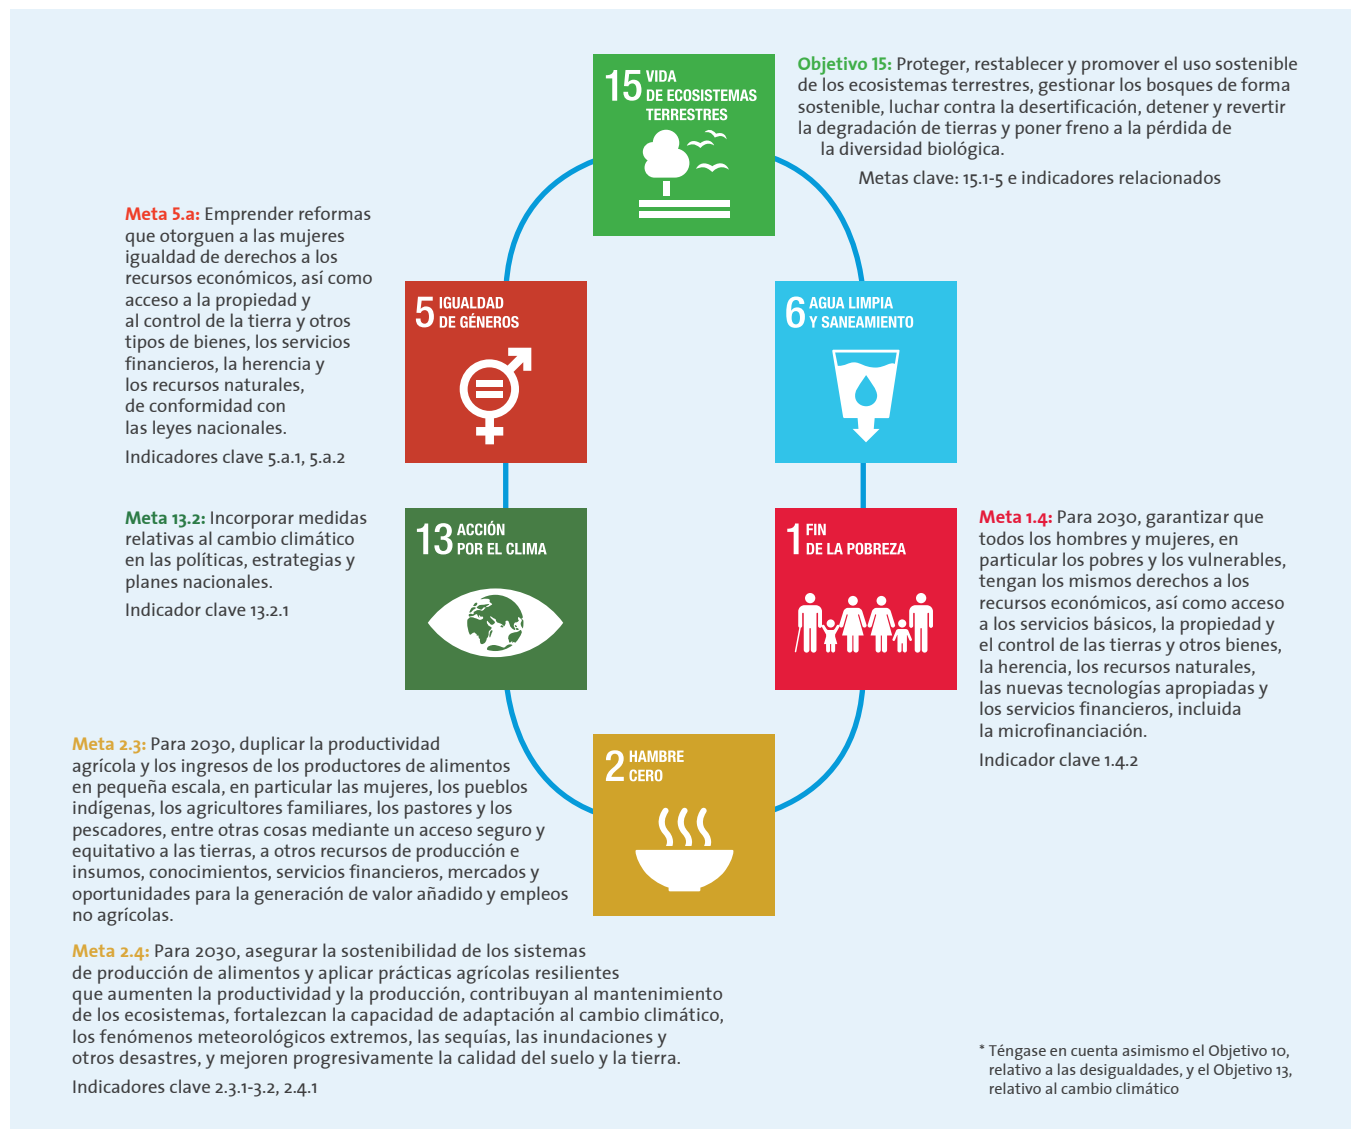 15 VIDA
DE ECOSISTEMAS
TERRESTRES
Objetivo 15: Proteger, restablecer y promover el uso sostenible
de los ecosistemas terrestres, gestionar los bosques de forma
sostenible, luchar contra la desertificación, detener y revertir
la degradación de tierras y poner freno a la pérdida de
la diversidad biológica.
Metas clave: 15.1-5 e indicadores relacionados
Meta 5.a: Emprender reformas
que otorguen a las mujeres
igualdad de derechos a los
recursos económicos, así como
acceso a la propiedad y
al control de la tierra y otros
tipos de bienes, los servicios
financieros, la herencia y
los recursos naturales,
de conformidad con
las leyes nacionales.
Indicadores clave 5.a.1, 5.a.2
5 IGUALDAD
DE GÉNEROS
6 AGUA LIMPIA
Y SANEAMIENTO
Meta 13.2: Incorporar medidas
relativas al cambio climático
en las políticas, estrategias y
planes nacionales.
Indicador clave 13.2.1
13 ACCIÓN
POR EL CLIMA
1 FIN
DE LA POBREZA
Meta 1.4: Para 2030, garantizar que
todos los hombres y mujeres, en
particular los pobres y los vulnerables,
tengan los mismos derechos a los
recursos económicos, así como acceso
a los servicios básicos, la propiedad y
el control de las tierras y otros bienes,
la herencia, los recursos naturales,
las nuevas tecnologías apropiadas y
los servicios financieros, incluida
la microfinanciación.
Indicador clave 1.4.2
Meta 2.3: Para 2030, duplicar la productividad
agrícola y los ingresos de los productores de alimentos
en pequeña escala, en particular las mujeres, los pueblos
indígenas, los agricultores familiares, los pastores y los
pescadores, entre otras cosas mediante un acceso seguro y
equitativo a las tierras, a otros recursos de producción e
insumos, conocimientos, servicios financieros, mercados y
oportunidades para la generación de valor añadido y empleos
no agrícolas.
2 HAMBRE
CERO
Meta 2.4: Para 2030, asegurar la sostenibilidad de los sistemas
de producción de alimentos y aplicar prácticas agrícolas resilientes
que aumenten la productividad y la producción, contribuyan al mantenimiento
de los ecosistemas, fortalezcan la capacidad de adaptación al cambio climático,
los fenómenos meteorológicos extremos, las sequías, las inundaciones y
otros desastres, y mejoren progresivamente la calidad del suelo y la tierra.
Indicadores clave 2.3.1-3.2, 2.4.1
* Téngase en cuenta asimismo el Objetivo 10,
relativo a las desigualdades, y el Objetivo 13,
relativo al cambio climático